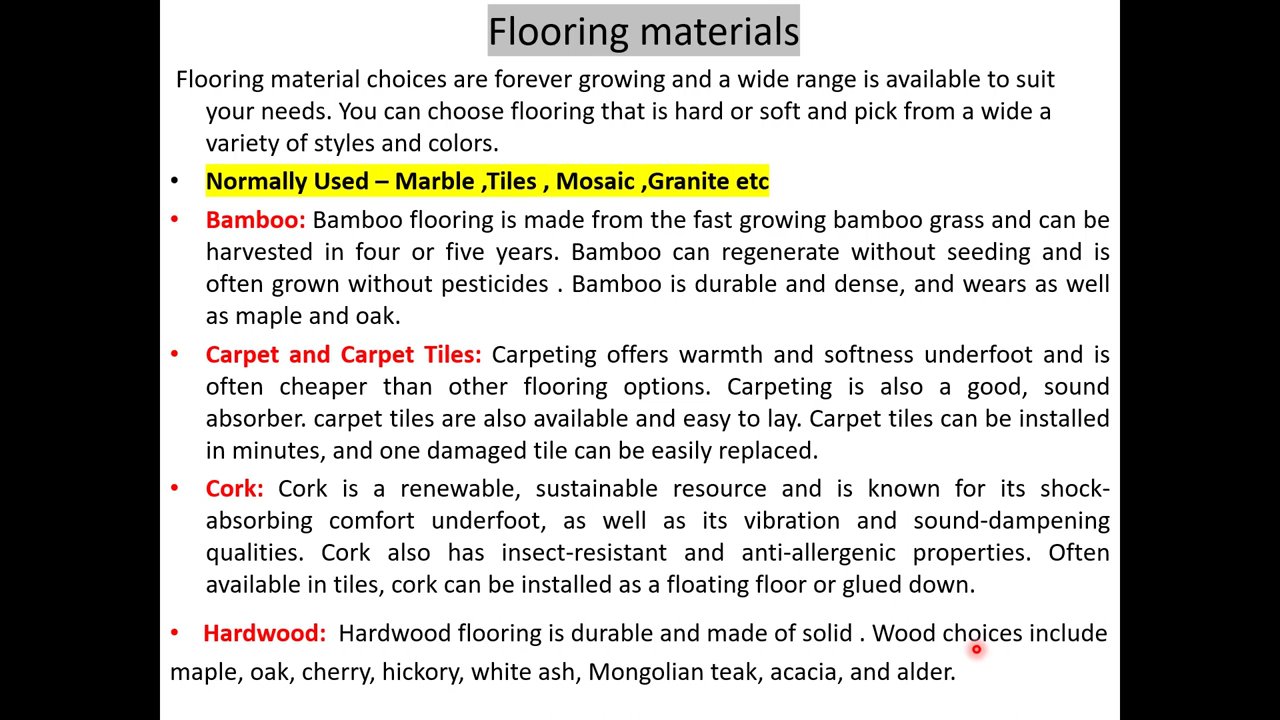 Flooring materials
Flooring material choices are forever growing and a wide range is available to suit
your needs. You can choose flooring that is hard or soft and pick from a wide a
variety of styles and colors.
• Normally Used – Marble ,Tiles , Mosaic ,Granite etc
• Bamboo: Bamboo flooring is made from the fast growing bamboo grass and can be
harvested in four or five years. Bamboo can regenerate without seeding and is
often grown without pesticides . Bamboo is durable and dense, and wears as well
as maple and oak.
• Carpet and Carpet Tiles: Carpeting offers warmth and softness underfoot and is
often cheaper than other flooring options. Carpeting is also a good, sound
absorber. carpet tiles are also available and easy to lay. Carpet tiles can be installed
in minutes, and one damaged tile can be easily replaced.
• Cork: Cork is a renewable, sustainable resource and is known for its shock-
absorbing comfort underfoot, as well as its vibration and sound-dampening
qualities. Cork also has insect-resistant and anti-allergenic properties. Often
available in tiles, cork can be installed as a floating floor or glued down.
• Hardwood: Hardwood flooring is durable and made of solid . Wood choices include
maple, oak, cherry, hickory, white ash, Mongolian teak, acacia, and alder.